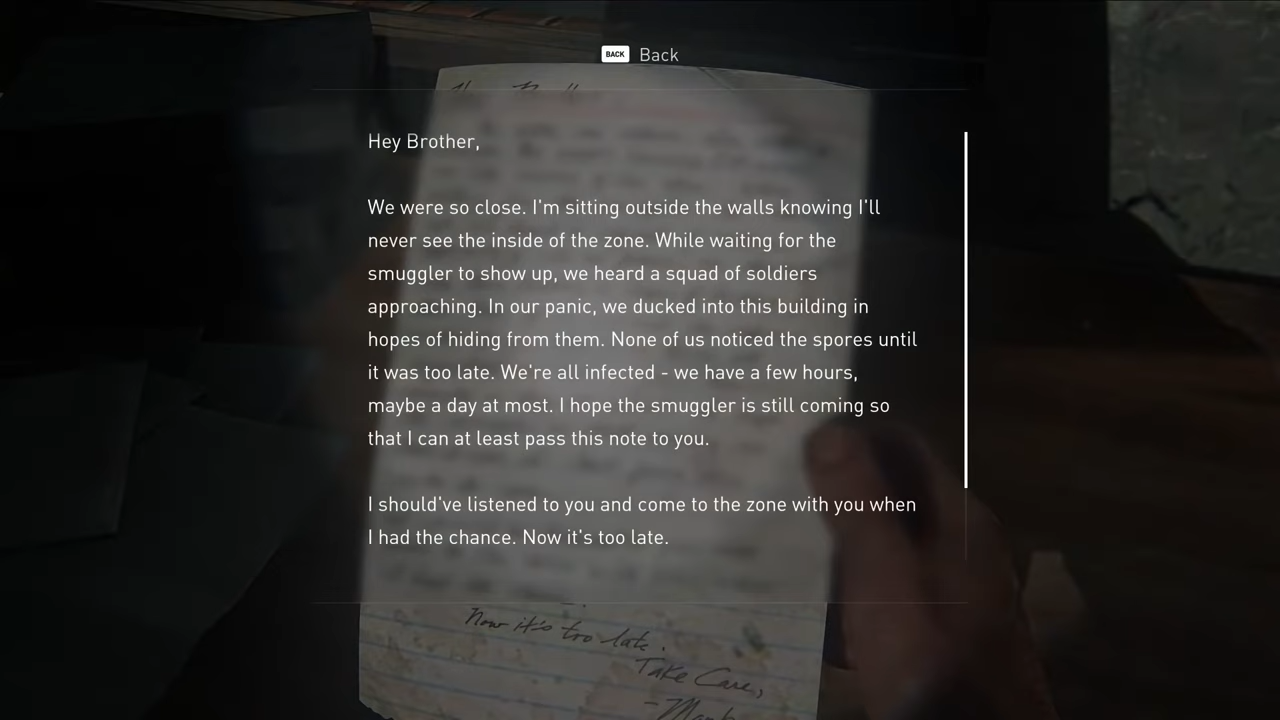 BACK Back
Hey Brother,
We were so close. I'm sitting outside the walls knowing I'll
never see the inside of the zone. While waiting for the
smuggler to show up, we heard a squad of soldiers
approaching. In our panic, we ducked into this building in
hopes of hiding from them. None of us noticed the spores until
it was too late. We're all infected - we have a few hours,
maybe a day at most. I hope the smuggler is still coming so
that I can at least pass this note to you.
I should've listened to you and come to the zone with you when
I had the chance. Now it's too late.
Now it's too late.
Take Care,